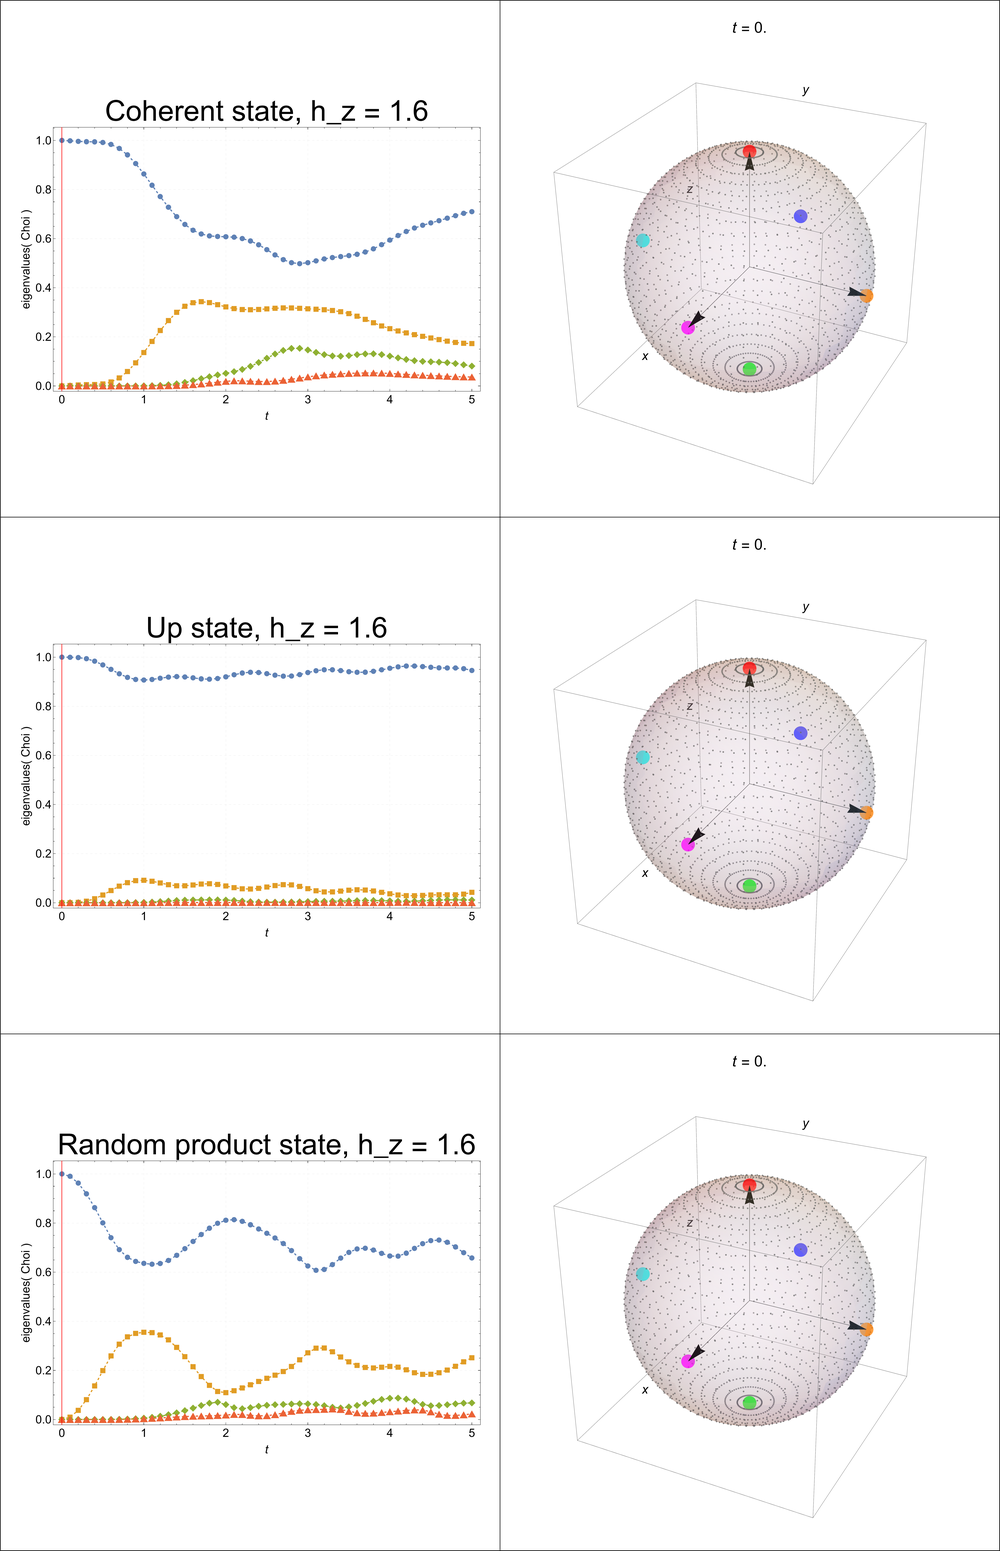 t = 0.
y
Coherent state, h_z = 1.6
1.0
0.8
0.6
0.4
0.2
0.0
eigenvalues( Choi )
0 1 2 3 4 5
t
z
x
t = 0.
y
Up state, h_z = 1.6
1.0
0.8
0.6
0.4
0.2
0.0
eigenvalues( Choi )
0 1 2 3 4 5
t
z
x
t = 0.
y
Random product state, h_z = 1.6
1.0
0.8
0.6
0.4
0.2
0.0
eigenvalues( Choi )
0 1 2 3 4 5
t
z
x